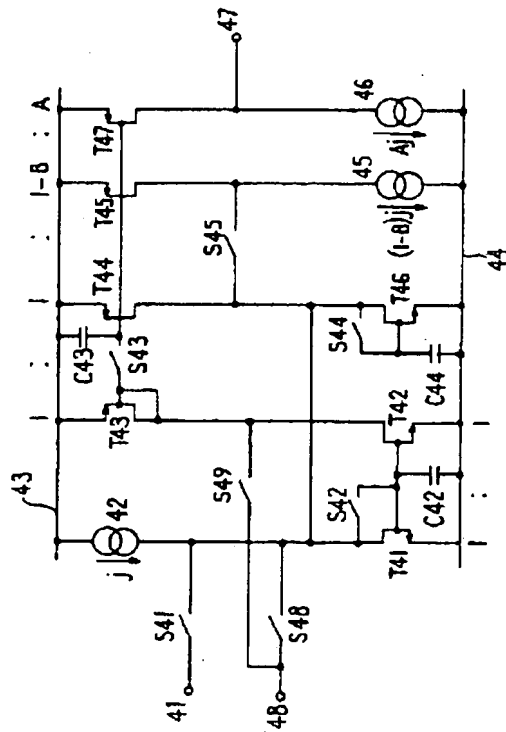 43
1 : 1 : 1-B : A
42
j
T43
C43
S43
T44
T45
T47
47
41
S41
S49
S45
48
S48
S42
T41
C42
T42
S44
C44
T46
45
(1-B)j
46
Aj
1 : 1
44